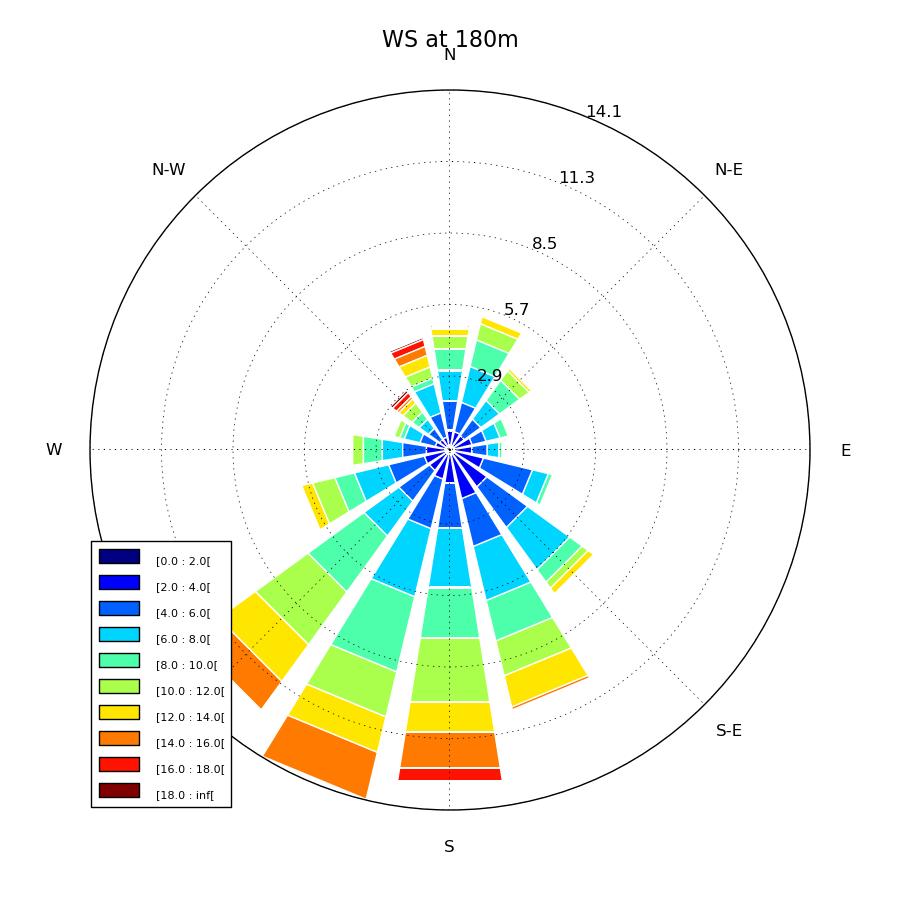 WS at 180m
N
14.1
N-W
N-E
11.3
8.5
5.7
2.9
W
E
[0.0 : 2.0[
[2.0 : 4.0[
[4.0 : 6.0[
[6.0 : 8.0[
[8.0 : 10.0[
[10.0 : 12.0[
[12.0 : 14.0[
[14.0 : 16.0[
[16.0 : 18.0[
[18.0 : inf[
S-E
S